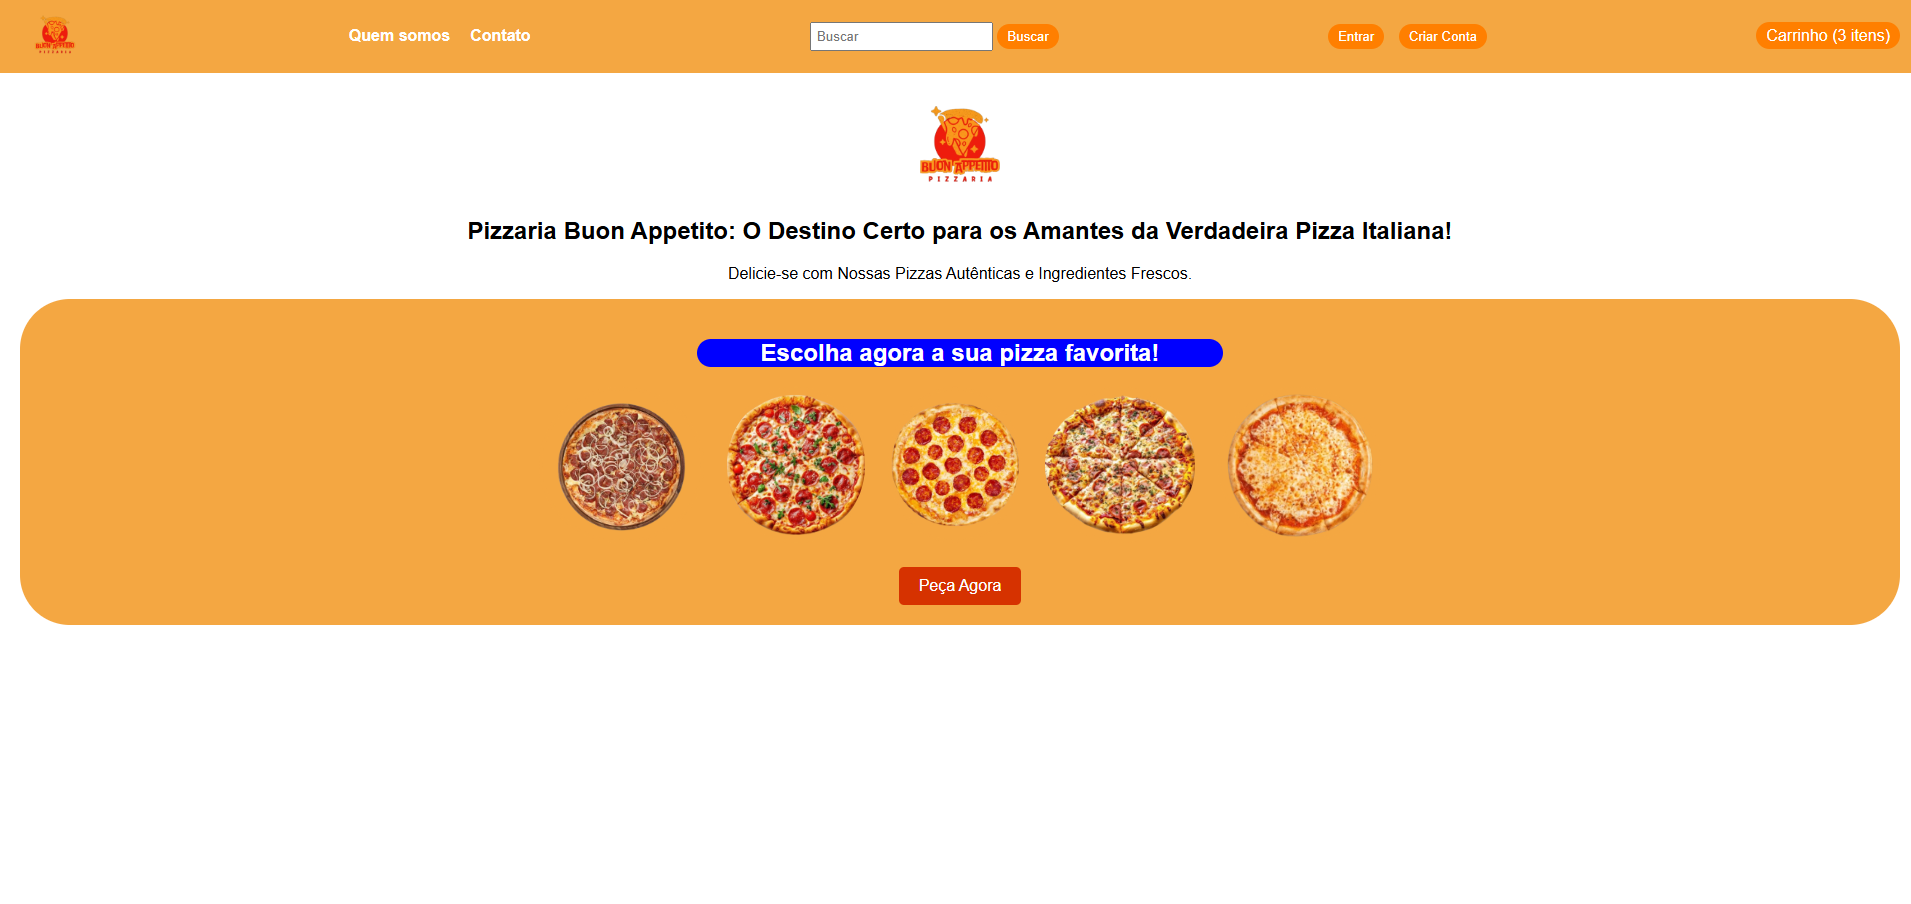 BUON APPETITO
PIZZARIA
Quem somos
Contato
Buscar
Buscar
Entrar
Criar Conta
Carrinho (3 itens)
BUON APPETITO
PIZZARIA
Pizzaria Buon Appetito: O Destino Certo para os Amantes da Verdadeira Pizza Italiana!
Delicie-se com Nossas Pizzas Autênticas e Ingredientes Frescos.
Escolha agora a sua pizza favorita!
Peça Agora